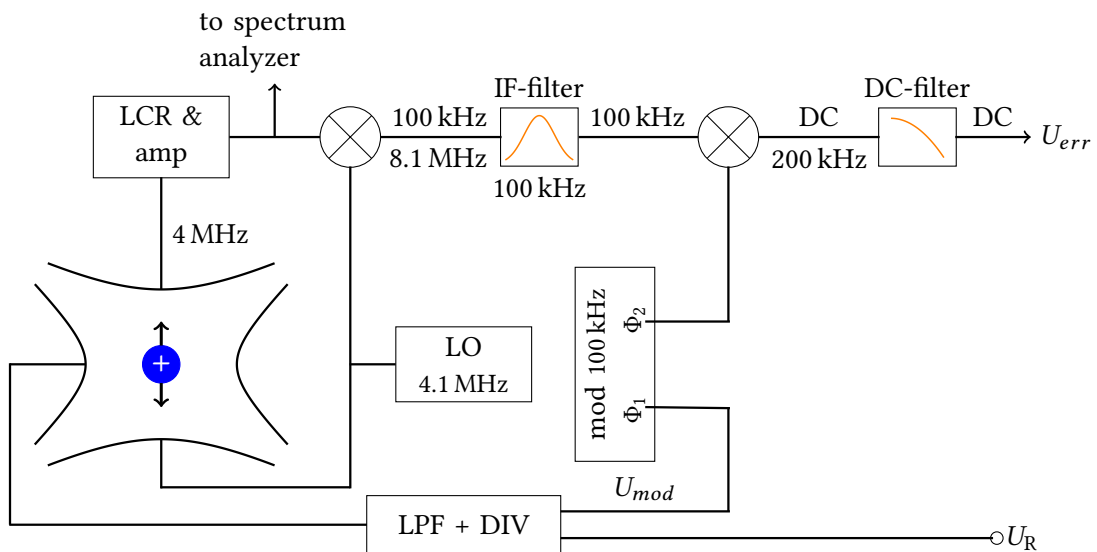 to spectrum
analyzer
LCR &
amp
100 kHz
8.1 MHz
IF-filter
100 kHz
100 kHz
DC
200 kHz
DC-filter
DC
U_err
4 MHz
+
LO
4.1 MHz
mod 100 kHz
Φ2
Φ1
U_mod
LPF + DIV
U_R